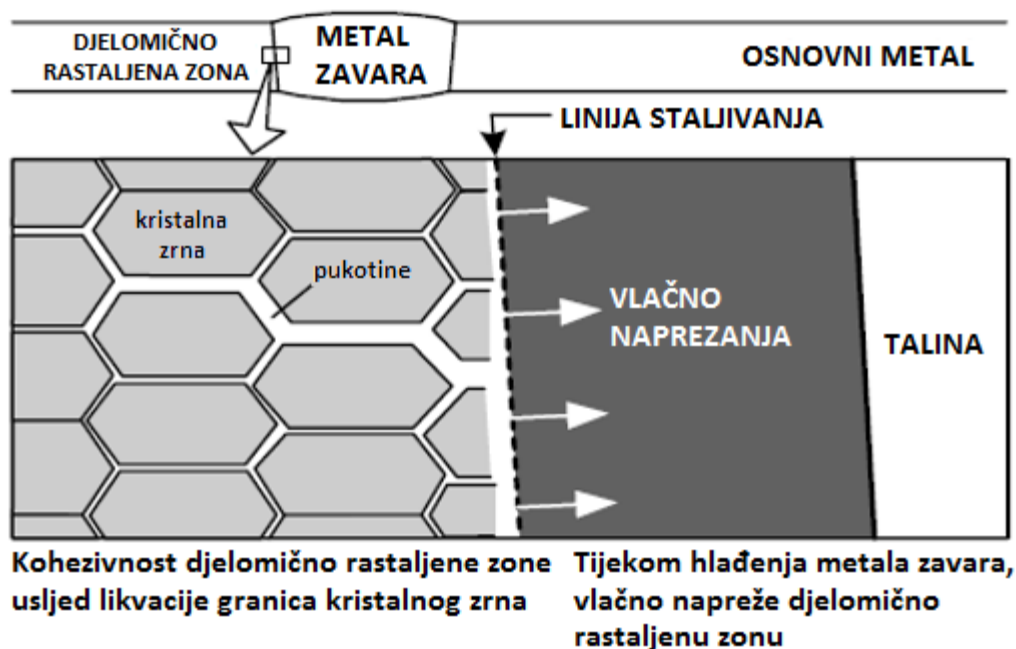 DJELOMIČNO
RASTALJENA ZONA
METAL
ZAVARA
OSNOVNI METAL
LINIJA STALJIVANJA
kristalna
zrna
pukotine
VLAČNO
NAPREZANJA
TALINA
Kohezivnost djelomično rastaljene zone
usljed likvacije granica kristalnog zrna
Tijekom hlađenja metala zavara,
vlačno napreže djelomično
rastaljenu zonu